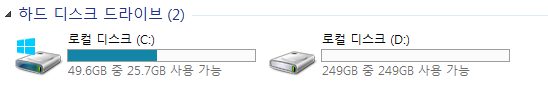 하드 디스크 드라이브 (2)
로컬 디스크 (C:)
49.6GB 중 25.7GB 사용 가능
로컬 디스크 (D:)
249GB 중 249GB 사용 가능